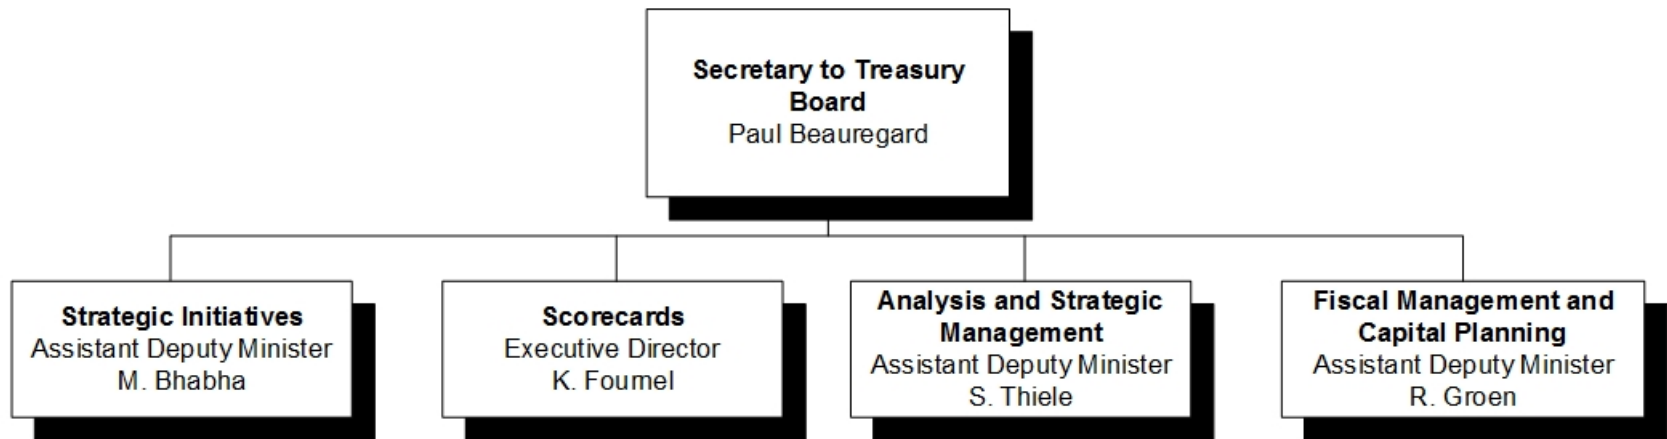 Secretary to Treasury
Board
Paul Beauregard
Strategic Initiatives
Assistant Deputy Minister
M. Bhabha
Scorecards
Executive Director
K. Foumel
Analysis and Strategic
Management
Assistant Deputy Minister
S. Thiele
Fiscal Management and
Capital Planning
Assistant Deputy Minister
R. Groen